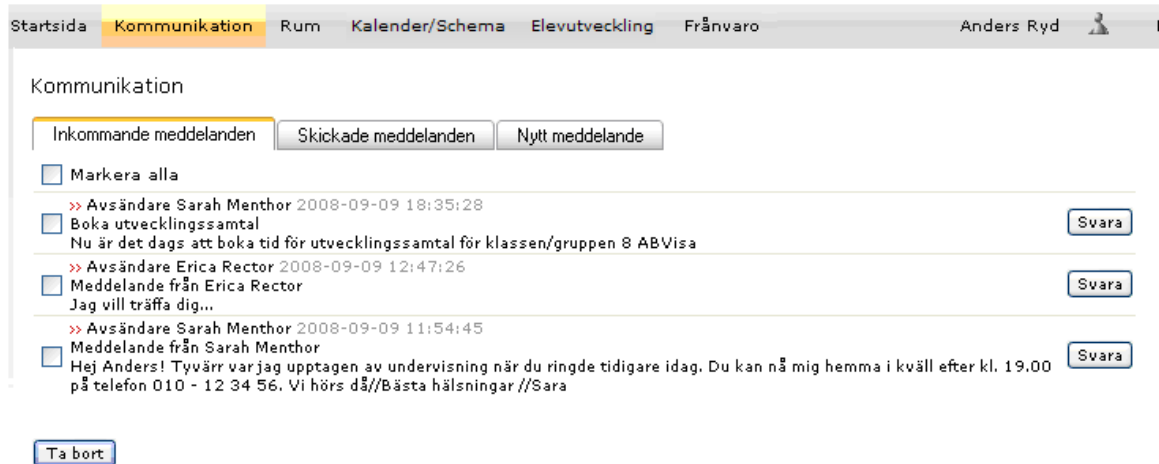 Startsida Kommunikation Rum Kalender/Schema Elevutveckling Frånvaro Anders Ryd
Kommunikation
Inkommande meddelanden Skickade meddelanden Nytt meddelande
Markera alla
>> Avsändare Sarah Menthor 2008-09-09 18:35:28
Boka utvecklingssamtal
Nu är det dags att boka tid för utvecklingssamtal för klassen/gruppen 8 ABVisa
Svara
>> Avsändare Erica Rector 2008-09-09 12:47:26
Meddelande från Erica Rector
Jag vill träffa dig...
Svara
>> Avsändare Sarah Menthor 2008-09-09 11:54:45
Meddelande från Sarah Menthor
Hej Anders! Tyvärr var jag upptagen av undervisning när du ringde tidigare idag. Du kan nå mig hemma i kväll efter kl. 19.00
på telefon 010 - 12 34 56. Vi hörs då//Bästa hälsningar //Sara
Svara
Ta bort